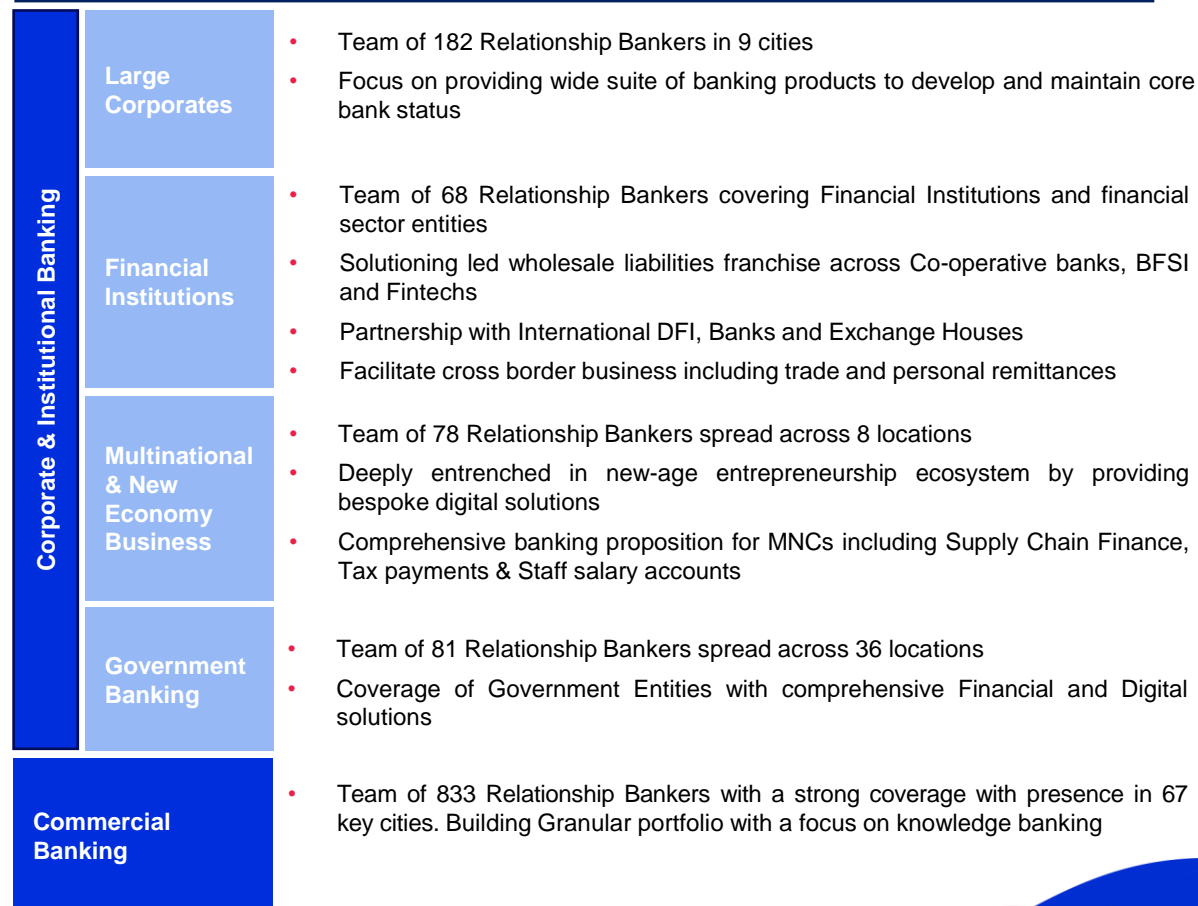 Corporate & Institutional Banking
Large
Corporates
• Team of 182 Relationship Bankers in 9 cities
• Focus on providing wide suite of banking products to develop and maintain core
bank status
Financial
Institutions
• Team of 68 Relationship Bankers covering Financial Institutions and financial
sector entities
• Solutioning led wholesale liabilities franchise across Co-operative banks, BFSI
and Fintechs
• Partnership with International DFI, Banks and Exchange Houses
• Facilitate cross border business including trade and personal remittances
Multinational
& New
Economy
Business
• Team of 78 Relationship Bankers spread across 8 locations
• Deeply entrenched in new-age entrepreneurship ecosystem by providing
bespoke digital solutions
• Comprehensive banking proposition for MNCs including Supply Chain Finance,
Tax payments & Staff salary accounts
Government
Banking
• Team of 81 Relationship Bankers spread across 36 locations
• Coverage of Government Entities with comprehensive Financial and Digital
solutions
Commercial
Banking
• Team of 833 Relationship Bankers with a strong coverage with presence in 67
key cities. Building Granular portfolio with a focus on knowledge banking